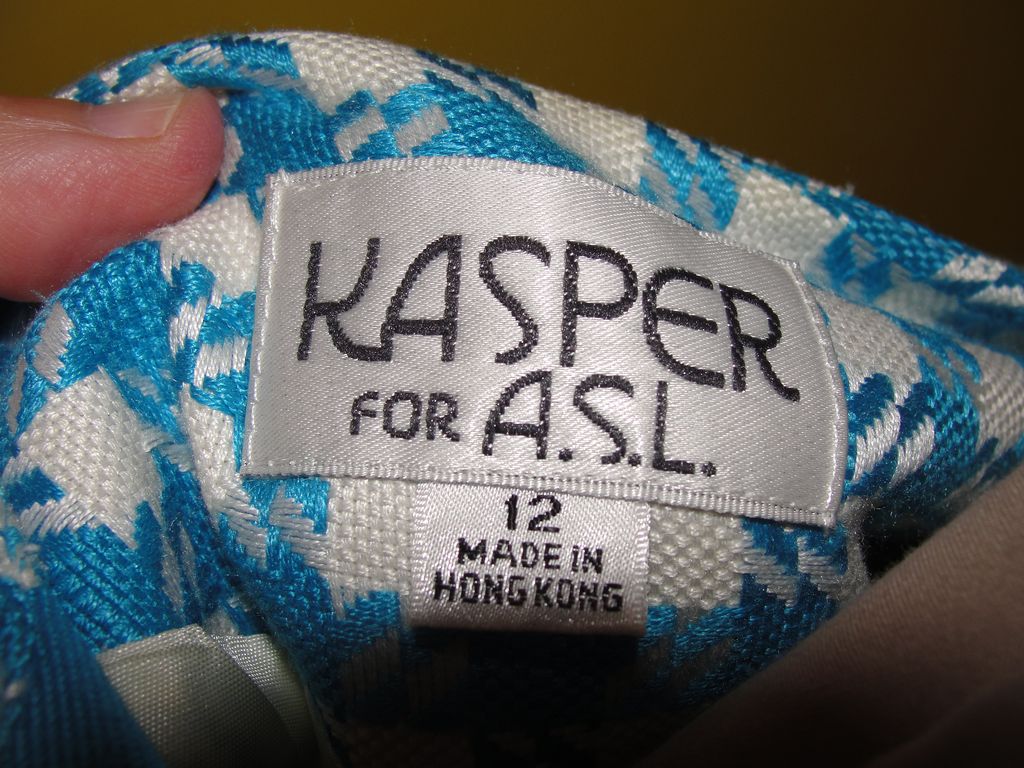 KASPER
FOR A.S.L.
12
MADE IN
HONG KONG